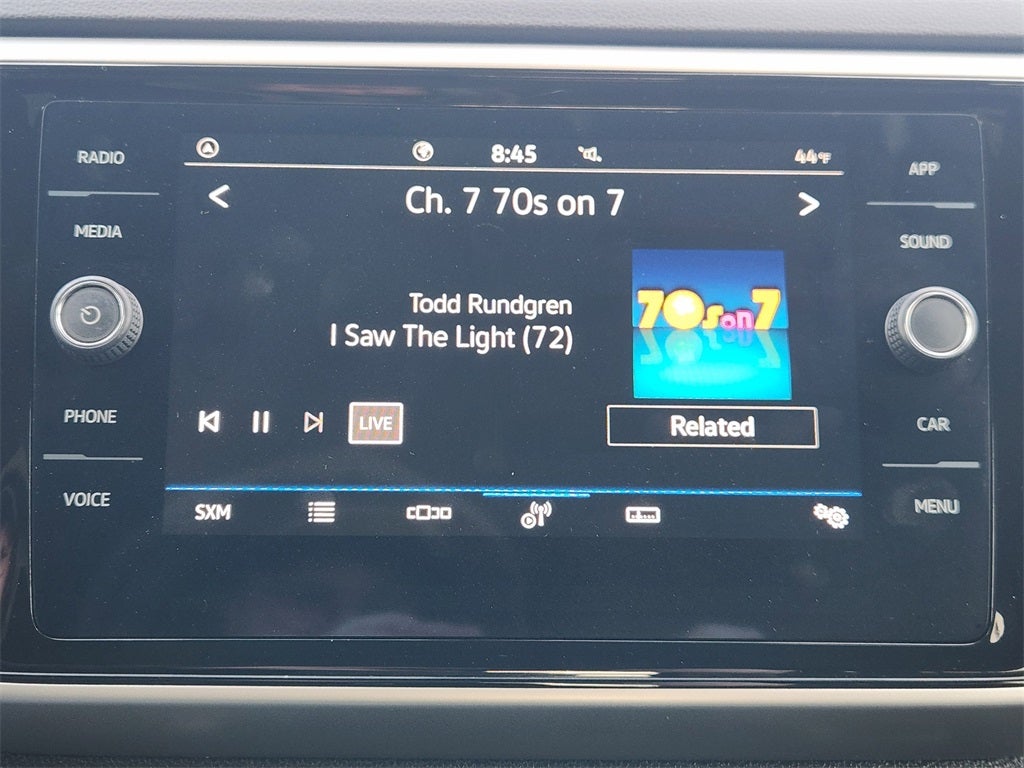 RADIO
MEDIA
PHONE
VOICE
8:45
44°F
Ch. 7 70s on 7
Todd Rundgren
I Saw The Light (72)
70s on 7
LIVE
Related
SXM
APP
SOUND
CAR
MENU